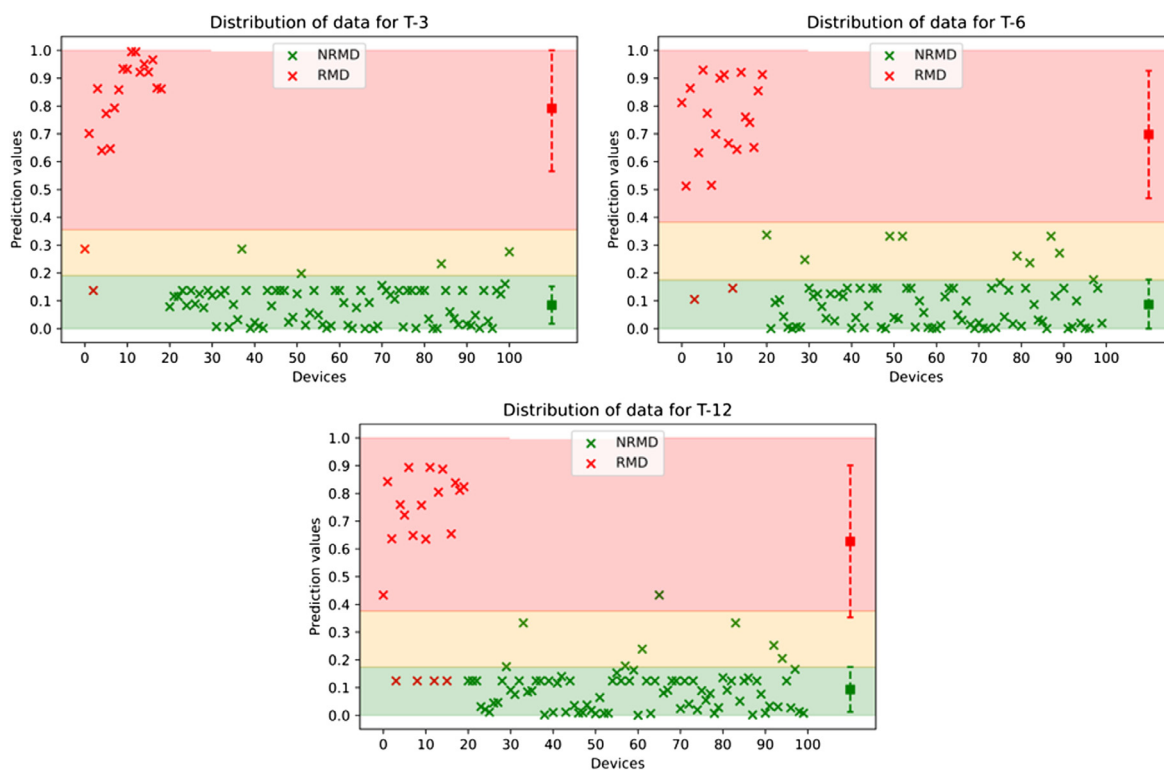 Distribution of data for T-3
NRMD
RMD
Prediction values
1.0
0.9
0.8
0.7
0.6
0.5
0.4
0.3
0.2
0.1
0.0
0 10 20 30 40 50 60 70 80 90 100
Devices
Distribution of data for T-6
NRMD
RMD
Prediction values
1.0
0.9
0.8
0.7
0.6
0.5
0.4
0.3
0.2
0.1
0.0
0 10 20 30 40 50 60 70 80 90 100
Devices
Distribution of data for T-12
NRMD
RMD
Prediction values
1.0
0.9
0.8
0.7
0.6
0.5
0.4
0.3
0.2
0.1
0.0
0 10 20 30 40 50 60 70 80 90 100
Devices